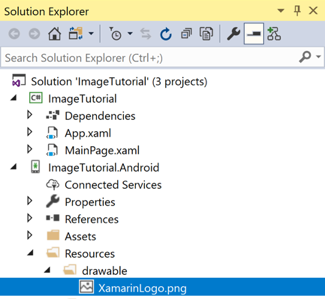 Solution Explorer
Search Solution Explorer (Ctrl+;)
Solution 'ImageTutorial' (3 projects)
C# ImageTutorial
Dependencies
App.xaml
MainPage.xaml
ImageTutorial.Android
Connected Services
Properties
References
Assets
Resources
drawable
XamarinLogo.png